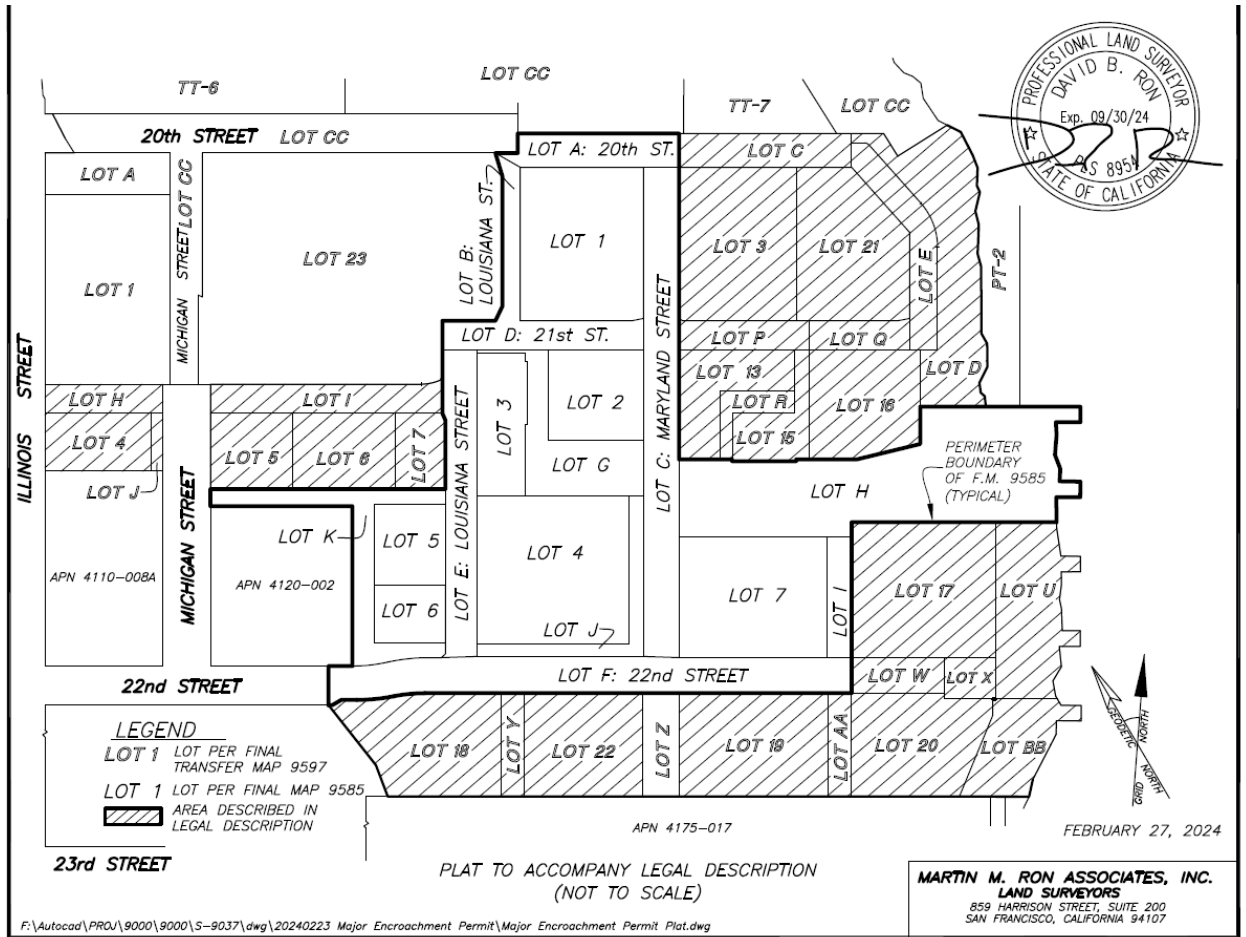 PROFESSIONAL LAND SURVEYOR
DAVID B. RON
Exp. 09/30/24
PLS 8954
STATE OF CALIFORNIA
TT-6
LOT CC
TT-7
LOT CC
20th STREET
LOT CC
LOT A: 20th ST.
LOT C
LOT A
LOT CC
MICHIGAN STREET
LOT B:
LOUISIANA ST.
LOT 1
LOT 3
LOT 21
LOT E
PT-2
LOT 23
LOT 1
LOT D: 21st ST.
LOT C: MARYLAND STREET
LOT P
LOT Q
LOT D
ILLINOIS STREET
LOT H
LOT I
LOT 3
LOT 2
LOT 13
LOT R
LOT 16
LOT 15
LOT 4
LOT 5
LOT 6
LOT 7
LOT J
LOT E: LOUISIANA STREET
LOT G
LOT H
PERIMETER
BOUNDARY
OF F.M. 9585
(TYPICAL)
MICHIGAN STREET
LOT K
LOT 5
LOT 4
APN 4110-008A
APN 4120-002
LOT 6
LOT 7
LOT I
LOT 17
LOT U
LOT J
22nd STREET
LOT F: 22nd STREET
LOT W
LOT X
LOT 18
LOT Y
LOT 22
LOT Z
LOT 19
LOT AA
LOT 20
LOT BB
GEODETIC NORTH
GRID NORTH
LEGEND
LOT 1 LOT PER FINAL
TRANSFER MAP 9597
LOT 1 LOT PER FINAL MAP 9585
AREA DESCRIBED IN
LEGAL DESCRIPTION
APN 4175-017
FEBRUARY 27, 2024
23rd STREET
PLAT TO ACCOMPANY LEGAL DESCRIPTION
(NOT TO SCALE)
MARTIN M. RON ASSOCIATES, INC.
LAND SURVEYORS
859 HARRISON STREET, SUITE 200
SAN FRANCISCO, CALIFORNIA 94107
F:\Autocad\PROJ\9000\9000\S-9037\dwg\20240223 Major Encroachment Permit\Major Encroachment Permit Plat.dwg